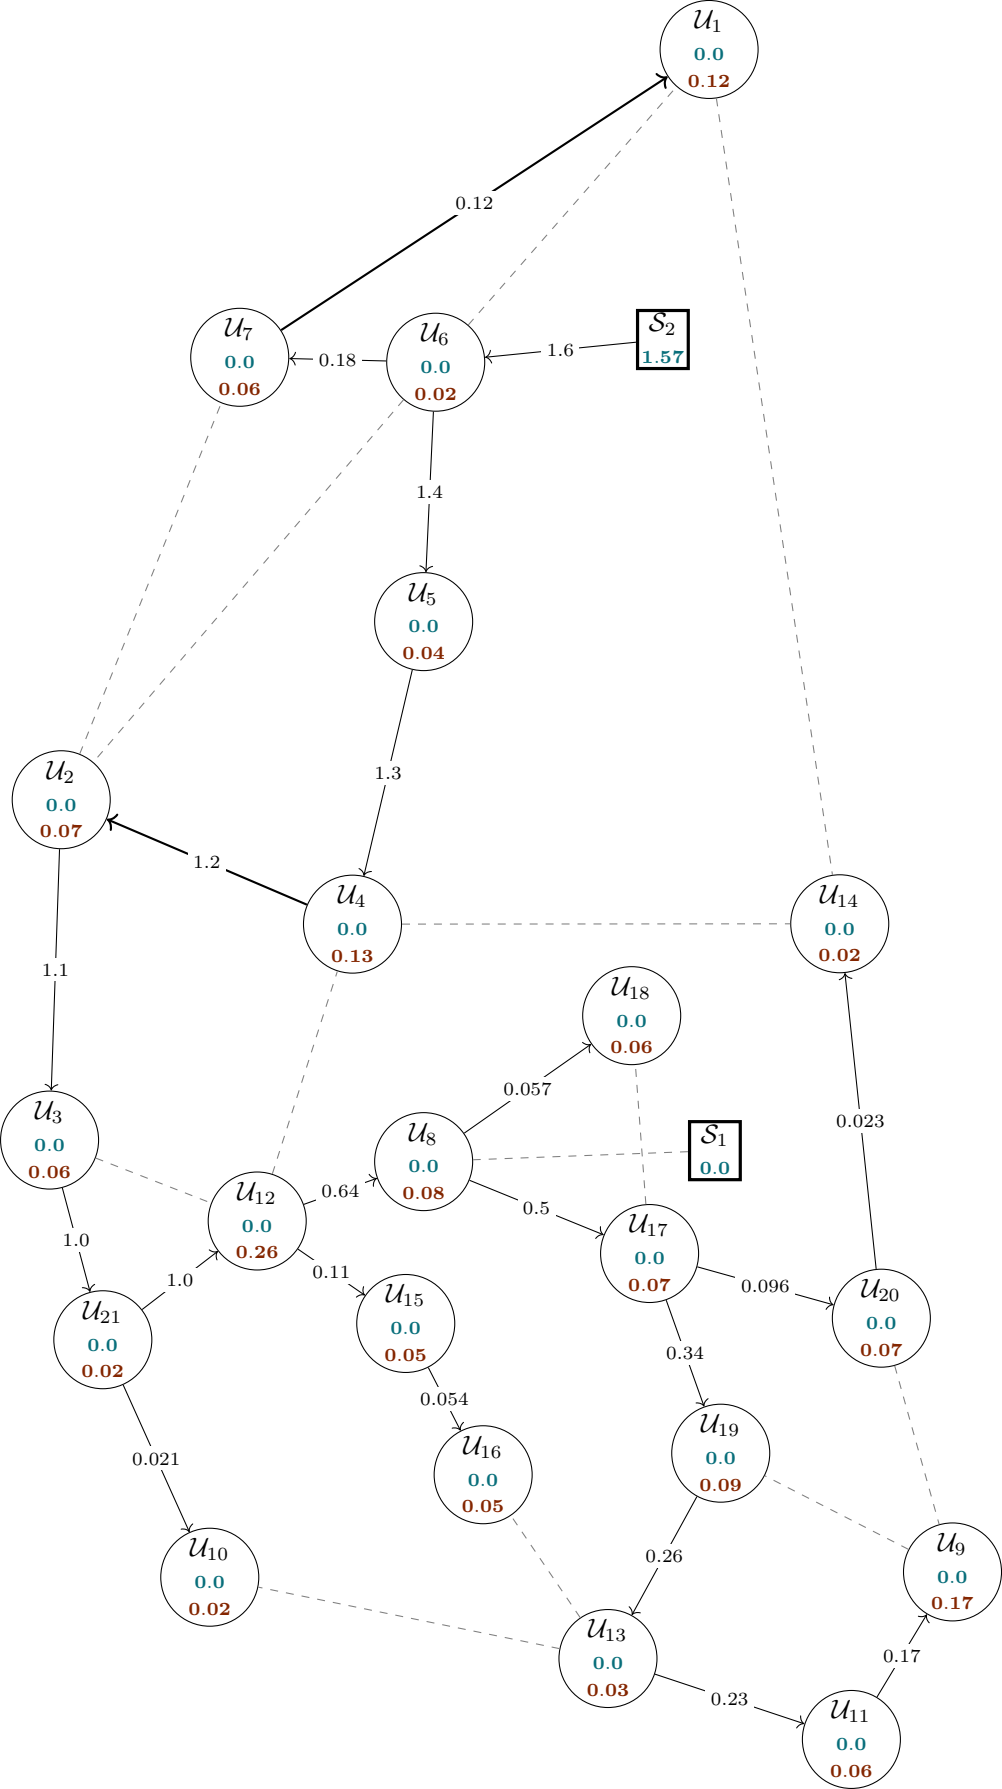 𝒰₁
0.0
0.12
0.12
𝒰₇
0.0
0.06
0.18
𝒰₆
0.0
0.02
1.6
𝒮₂
1.57
1.4
𝒰₅
0.0
0.04
1.3
𝒰₂
0.0
0.07
1.2
𝒰₄
0.0
0.13
𝒰₁₄
0.0
0.02
1.1
𝒰₁₈
0.0
0.06
0.057
0.023
𝒰₃
0.0
0.06
𝒰₈
0.0
0.08
𝒮₁
0.0
𝒰₁₂
0.0
0.26
0.64
0.5
𝒰₁₇
0.0
0.07
1.0
1.0
0.11
0.096
𝒰₂₁
0.0
0.02
𝒰₁₅
0.0
0.05
𝒰₂₀
0.0
0.07
0.34
0.054
0.021
𝒰₁₆
0.0
0.05
𝒰₁₉
0.0
0.09
0.26
𝒰₁₀
0.0
0.02
𝒰₉
0.0
0.17
𝒰₁₃
0.0
0.03
0.17
0.23
𝒰₁₁
0.0
0.06